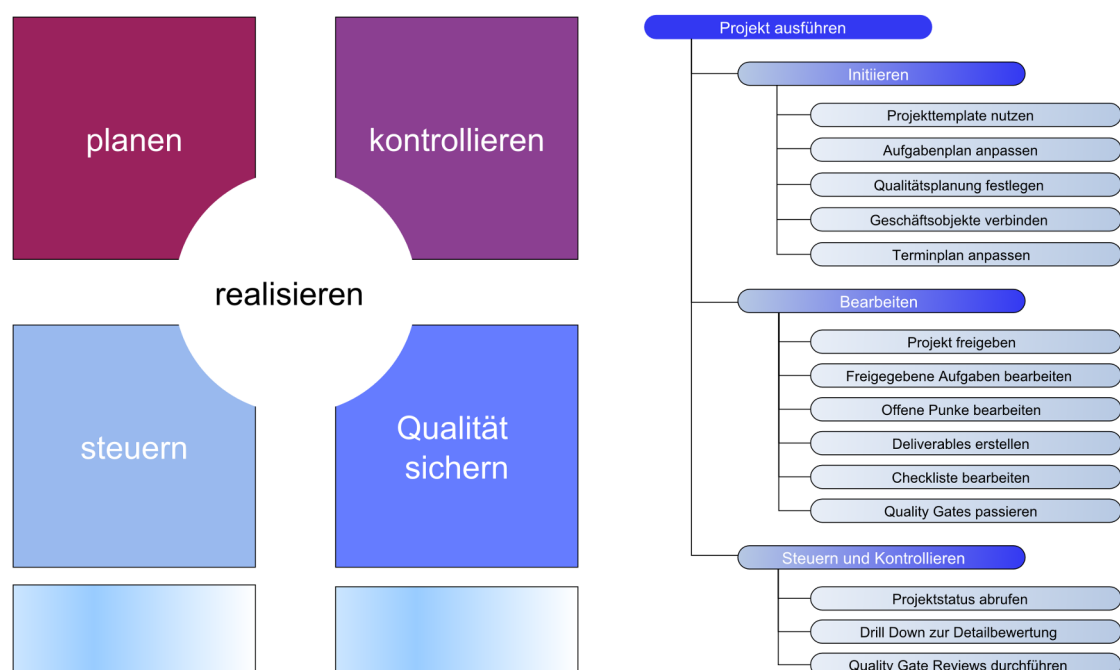 planen
kontrollieren
realisieren
steuern
Qualität
sichern
Projekt ausführen
Initiieren
Projekttemplate nutzen
Aufgabenplan anpassen
Qualitätsplanung festlegen
Geschäftsobjekte verbinden
Terminplan anpassen
Bearbeiten
Projekt freigeben
Freigegebene Aufgaben bearbeiten
Offene Punke bearbeiten
Deliverables erstellen
Checkliste bearbeiten
Quality Gates passieren
Steuern und Kontrollieren
Projektstatus abrufen
Drill Down zur Detailbewertung
Quality Gate Reviews durchführen